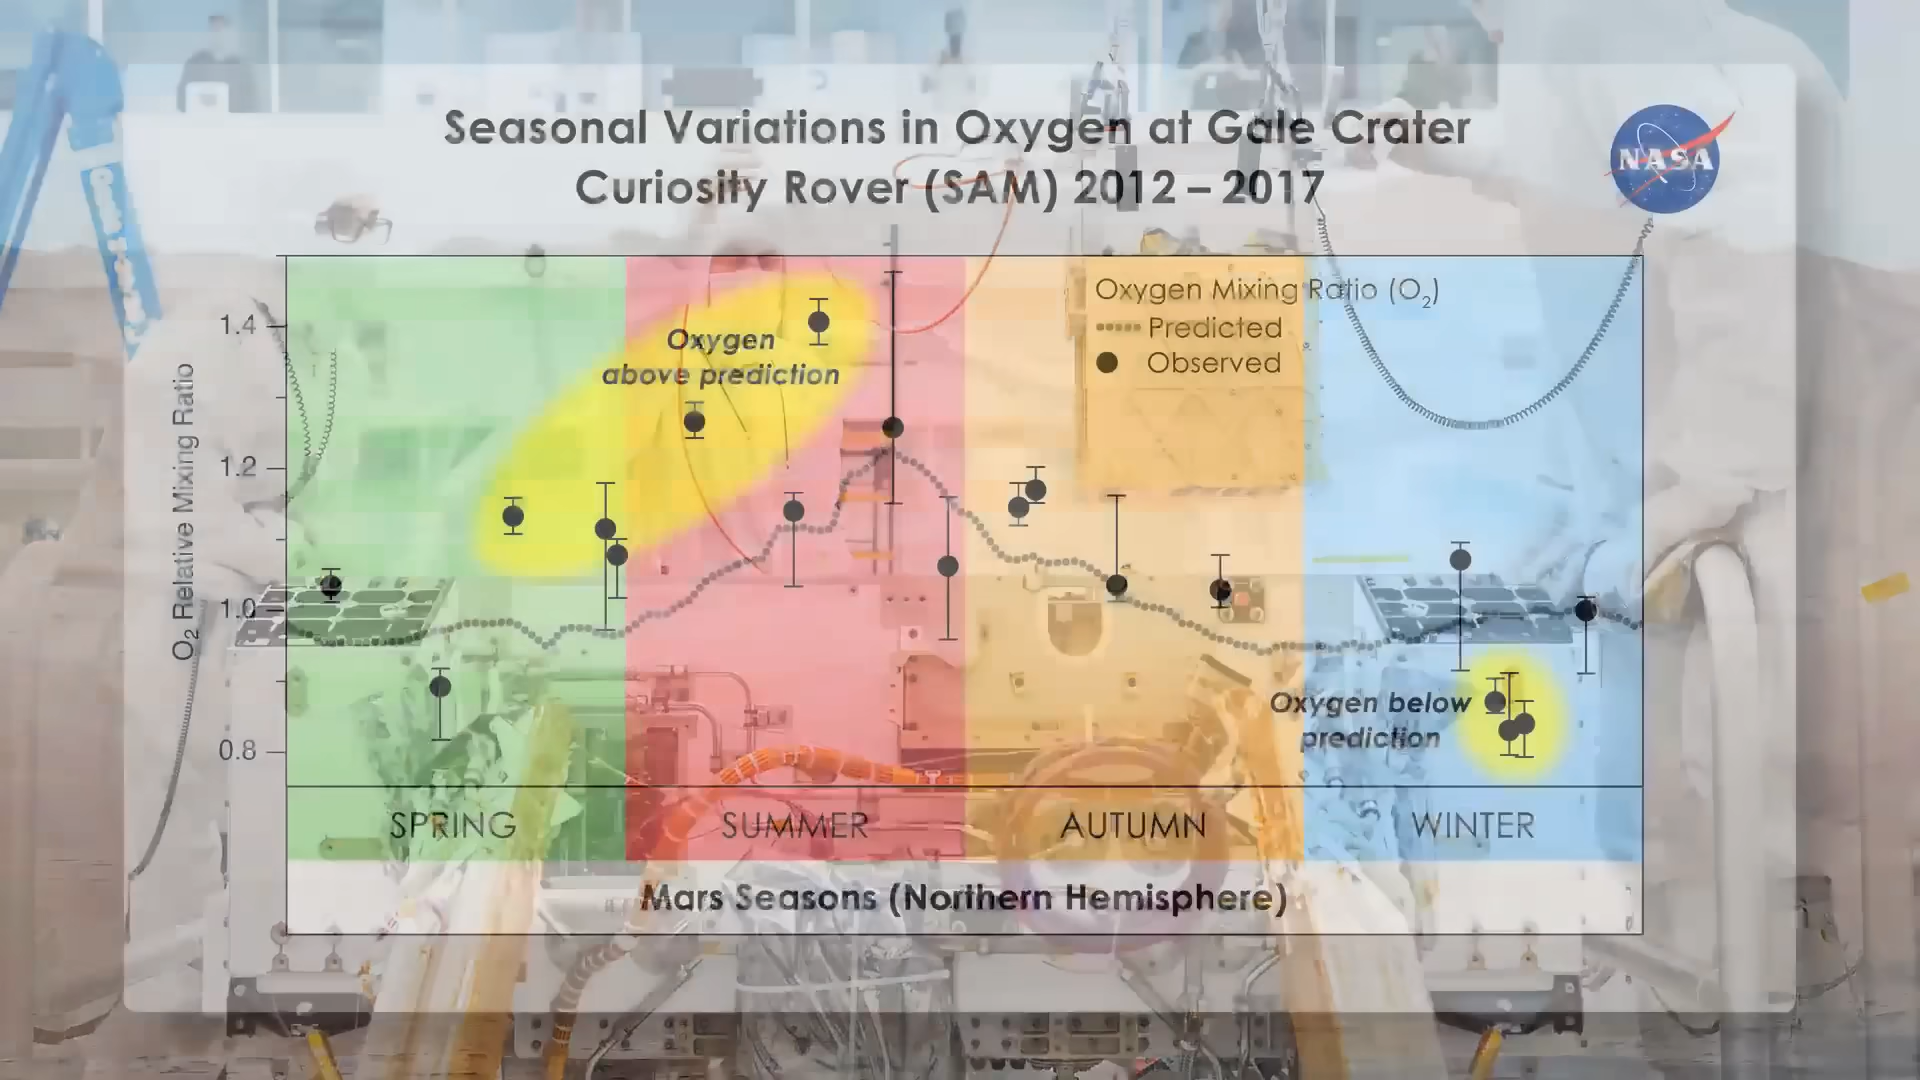 Seasonal Variations in Oxygen at Gale Crater
Curiosity Rover (SAM) 2012 – 2017
NASA
O₂ Relative Mixing Ratio
1.4
1.2
1.0
0.8
Oxygen
above prediction
Oxygen Mixing Ratio (O₂)
Predicted
Observed
Oxygen below
prediction
SPRING
SUMMER
AUTUMN
WINTER
Mars Seasons (Northern Hemisphere)